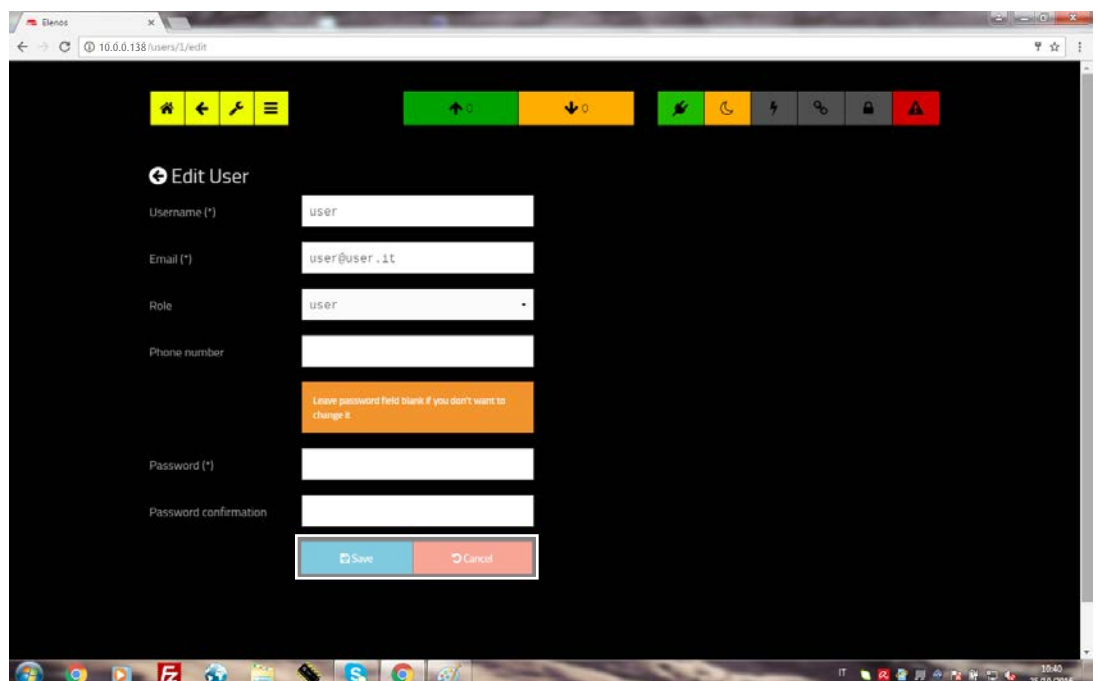 Elenos
10.0.0.138/users/1/edit
0
0
Edit User
Username (*)
user
Email (*)
user@user.it
Role
user
Phone number
Leave password field blank if you don't want to
change it
Password (*)
Password confirmation
Save
Cancel
IT
10:40